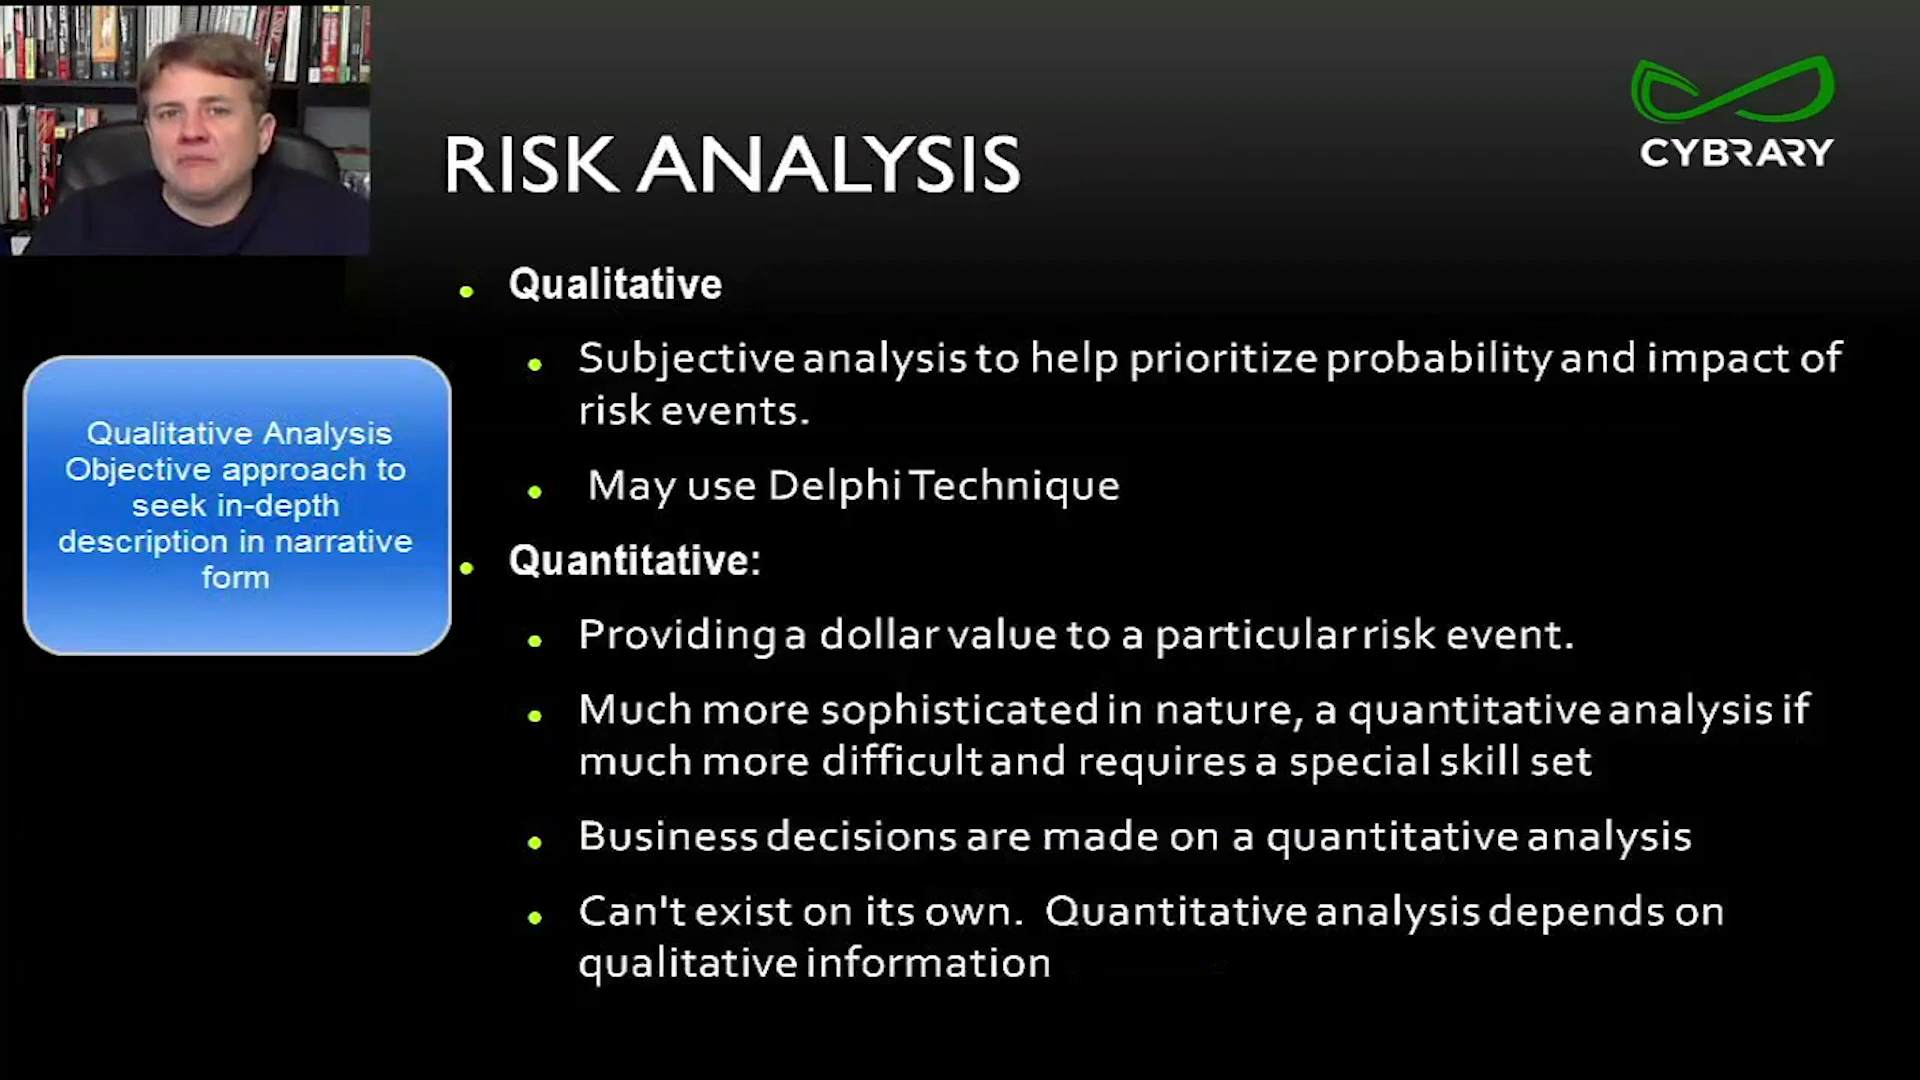 CYBRARY
RISK ANALYSIS
Qualitative
Subjective analysis to help prioritize probability and impact of
risk events.
May use Delphi Technique
Quantitative:
Providing a dollar value to a particular risk event.
Much more sophisticated in nature, a quantitative analysis if
much more difficult and requires a special skill set
Business decisions are made on a quantitative analysis
Can't exist on its own. Quantitative analysis depends on
qualitative information
Qualitative Analysis
Objective approach to
seek in-depth
description in narrative
form